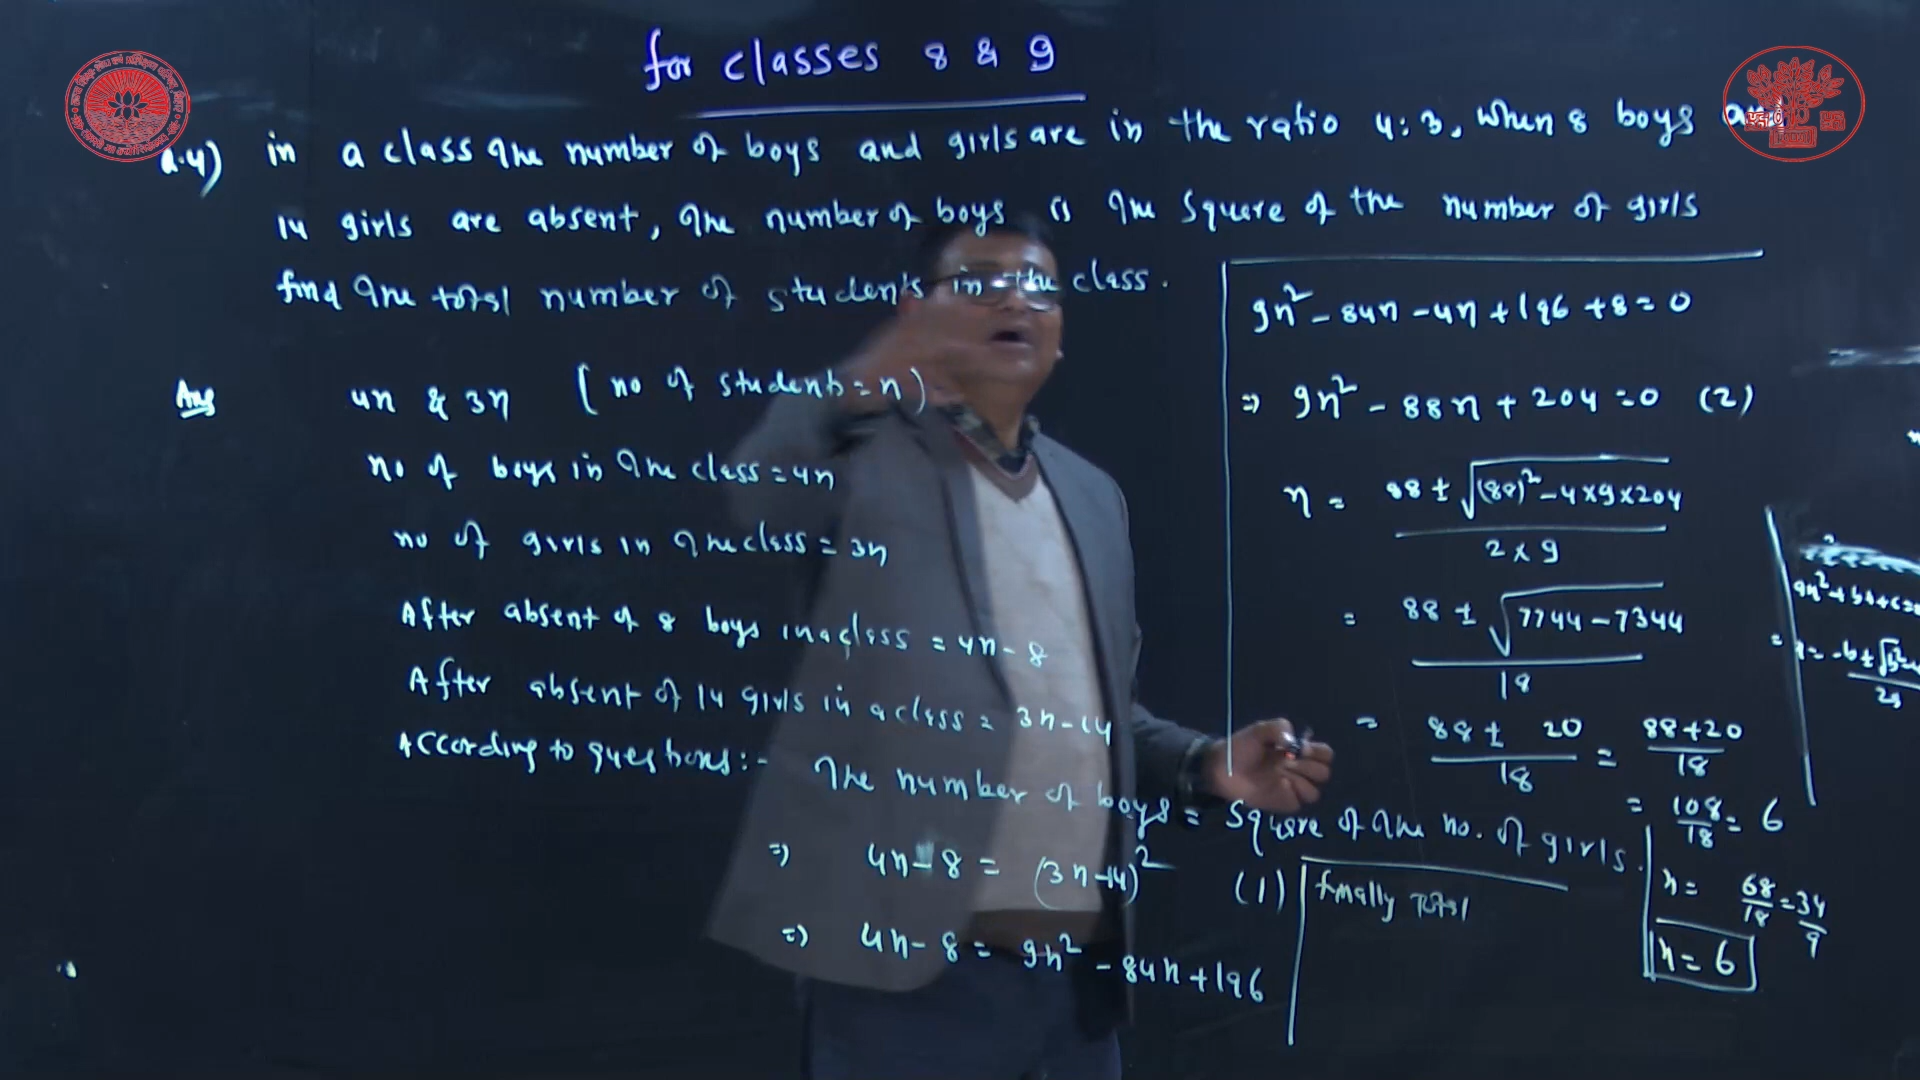 for classes 8 & 9
Q.4) in a class the number of boys and girls are in the ratio 4:3, when 8 boys and
14 girls are absent, the number of boys is the square of the number of girls
find the total number of students in the class.
Ans 4n & 3n (no of students = n)
no of boys in the class = 4n
no of girls in the class = 3n
After absent of 8 boys in a class = 4n - 8
After absent of 14 girls in a class = 3n - 14
According to questions :- The number of boys = square of the no. of girls.
⇒ 4n - 8 = (3n - 14)² (1)
⇒ 4n - 8 = 9n² - 84n + 196
9n² - 84n - 4n + 196 + 8 = 0
⇒ 9n² - 88n + 204 = 0 (2)
n = 88 ± √(88)² - 4×9×204
2 × 9
= 88 ± √7744 - 7344
18
= 88 ± 20 / 18 = 88 + 20 / 18
= 108/18 = 6
n = 68/18 = 34/9
n = 6
finally Total